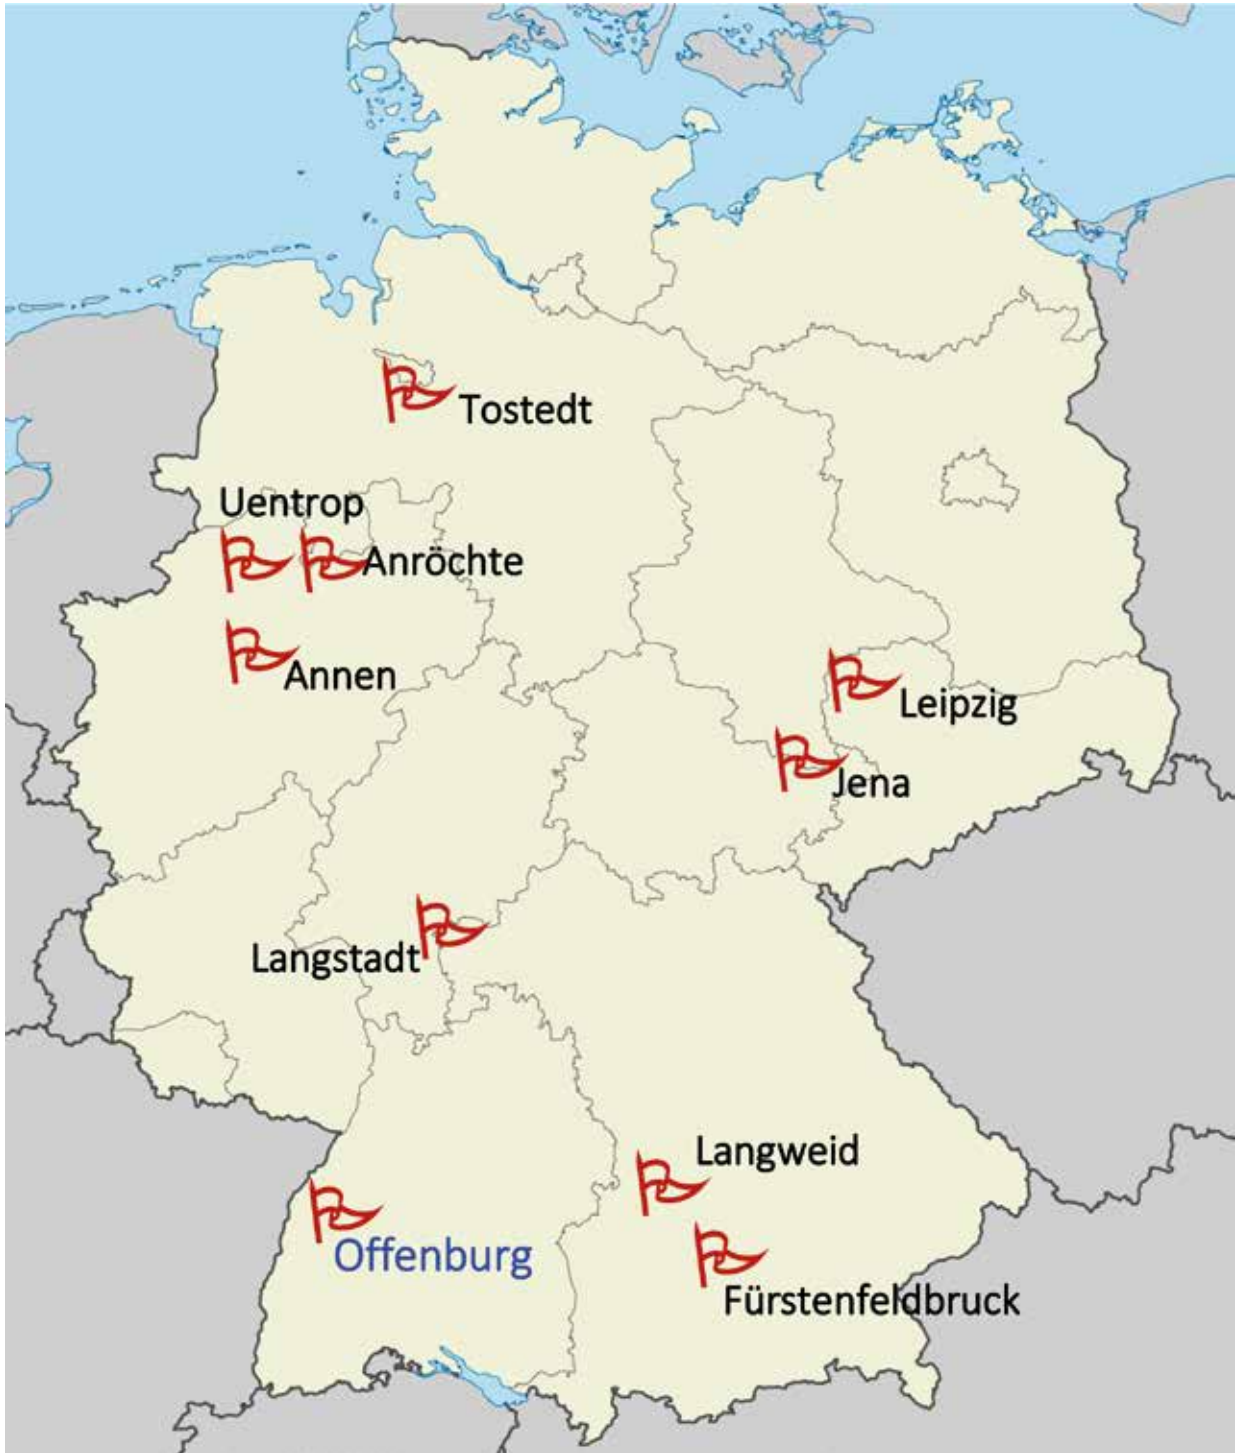 Tostedt
Uentrop
Anröchte
Annen
Leipzig
Jena
Langstadt
Langweid
Offenburg
Fürstenfeldbruck